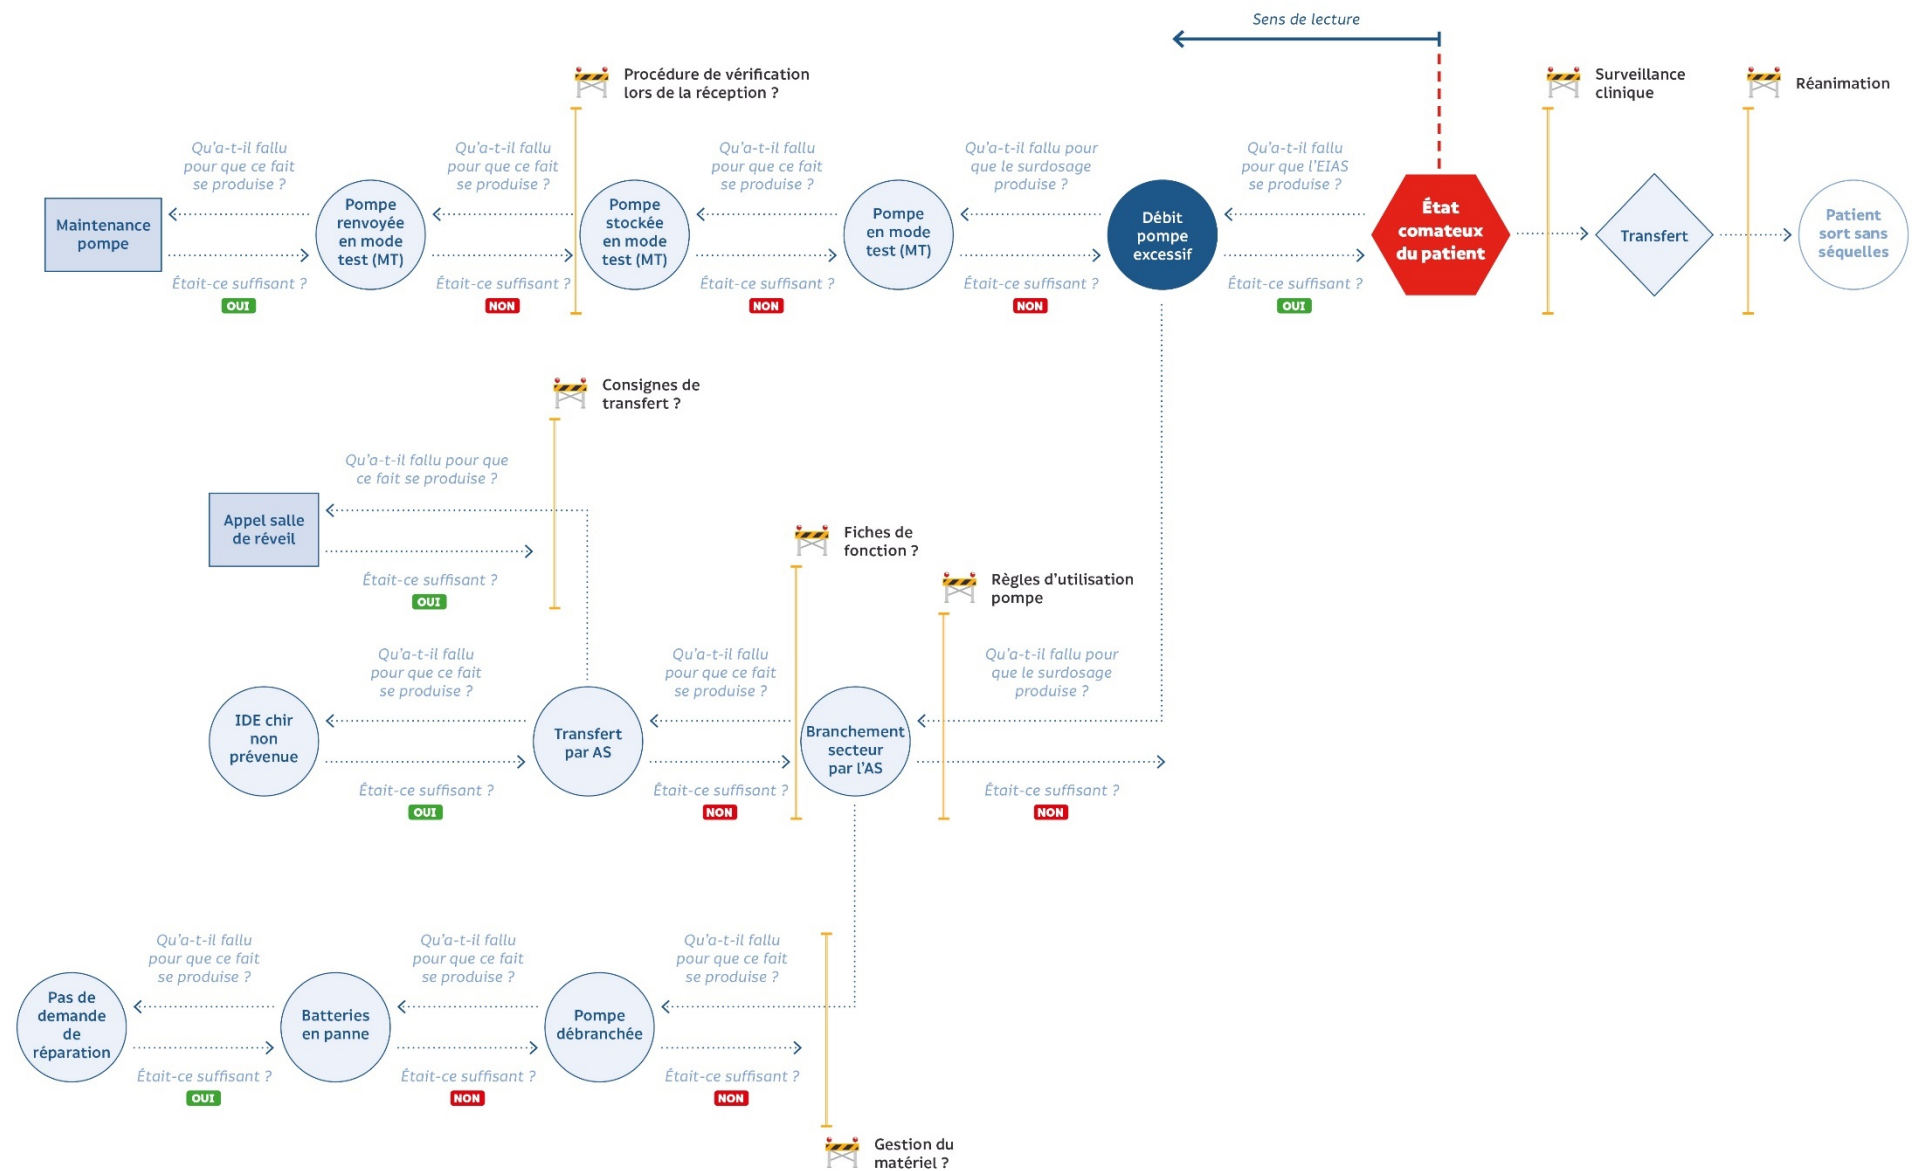 Sens de lecture
Procédure de vérification
lors de la réception ?
Surveillance
clinique
Réanimation
Qu'a-t-il fallu
pour que ce fait
se produise ?
Qu'a-t-il fallu
pour que ce fait
se produise ?
Qu'a-t-il fallu
pour que ce fait
se produise ?
Qu'a-t-il fallu pour
que le surdosage
produise ?
Qu'a-t-il fallu
pour que l'EIAS
se produise ?
Maintenance
pompe
Pompe
renvoyée
en mode
test (MT)
Pompe
stockée
en mode
test (MT)
Pompe
en mode
test (MT)
Débit
pompe
excessif
État
comateux
du patient
Transfert
Patient
sort sans
séquelles
Était-ce suffisant ?
OUI
Était-ce suffisant ?
NON
Était-ce suffisant ?
NON
Était-ce suffisant ?
NON
Était-ce suffisant ?
OUI
Consignes de
transfert ?
Qu'a-t-il fallu pour que
ce fait se produise ?
Appel salle
de réveil
Était-ce suffisant ?
OUI
Fiches de
fonction ?
Règles d'utilisation
pompe
Qu'a-t-il fallu
pour que ce fait
se produise ?
Qu'a-t-il fallu
pour que ce fait
se produise ?
Qu'a-t-il fallu pour
que le surdosage
produise ?
IDE chir
non
prévenue
Transfert
par AS
Branchement
secteur
par l'AS
Était-ce suffisant ?
OUI
Était-ce suffisant ?
NON
Était-ce suffisant ?
NON
Qu'a-t-il fallu
pour que ce fait
se produise ?
Qu'a-t-il fallu
pour que ce fait
se produise ?
Qu'a-t-il fallu
pour que ce fait
se produise ?
Pas de
demande
de
réparation
Batteries
en panne
Pompe
débranchée
Était-ce suffisant ?
OUI
Était-ce suffisant ?
NON
Était-ce suffisant ?
NON
Gestion du
matériel ?